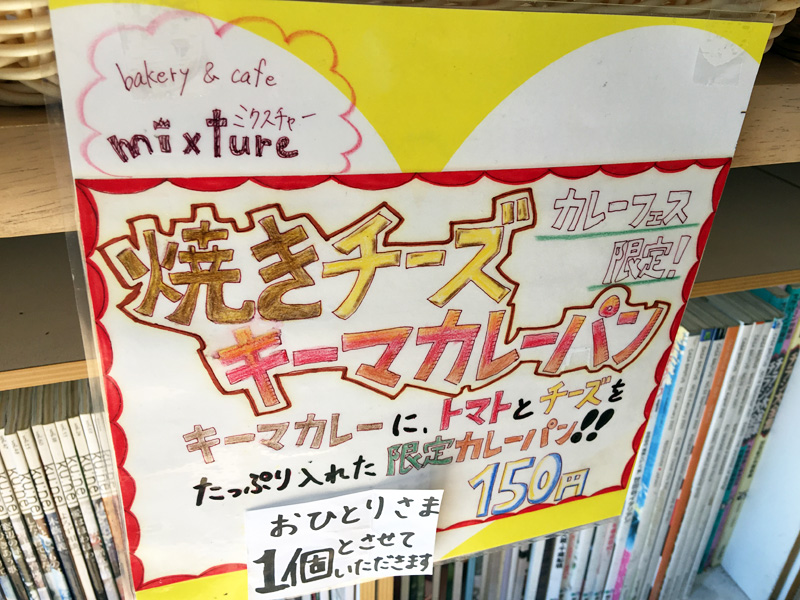 bakery & cafe
ミクスチャー
mixture
焼きチーズ
カレーフェス
限定！
キーマカレーパン
キーマカレーに、トマトとチーズを
たっぷり入れた限定カレーパン!!
150円
おひとりさま
1個とさせて
いただきます